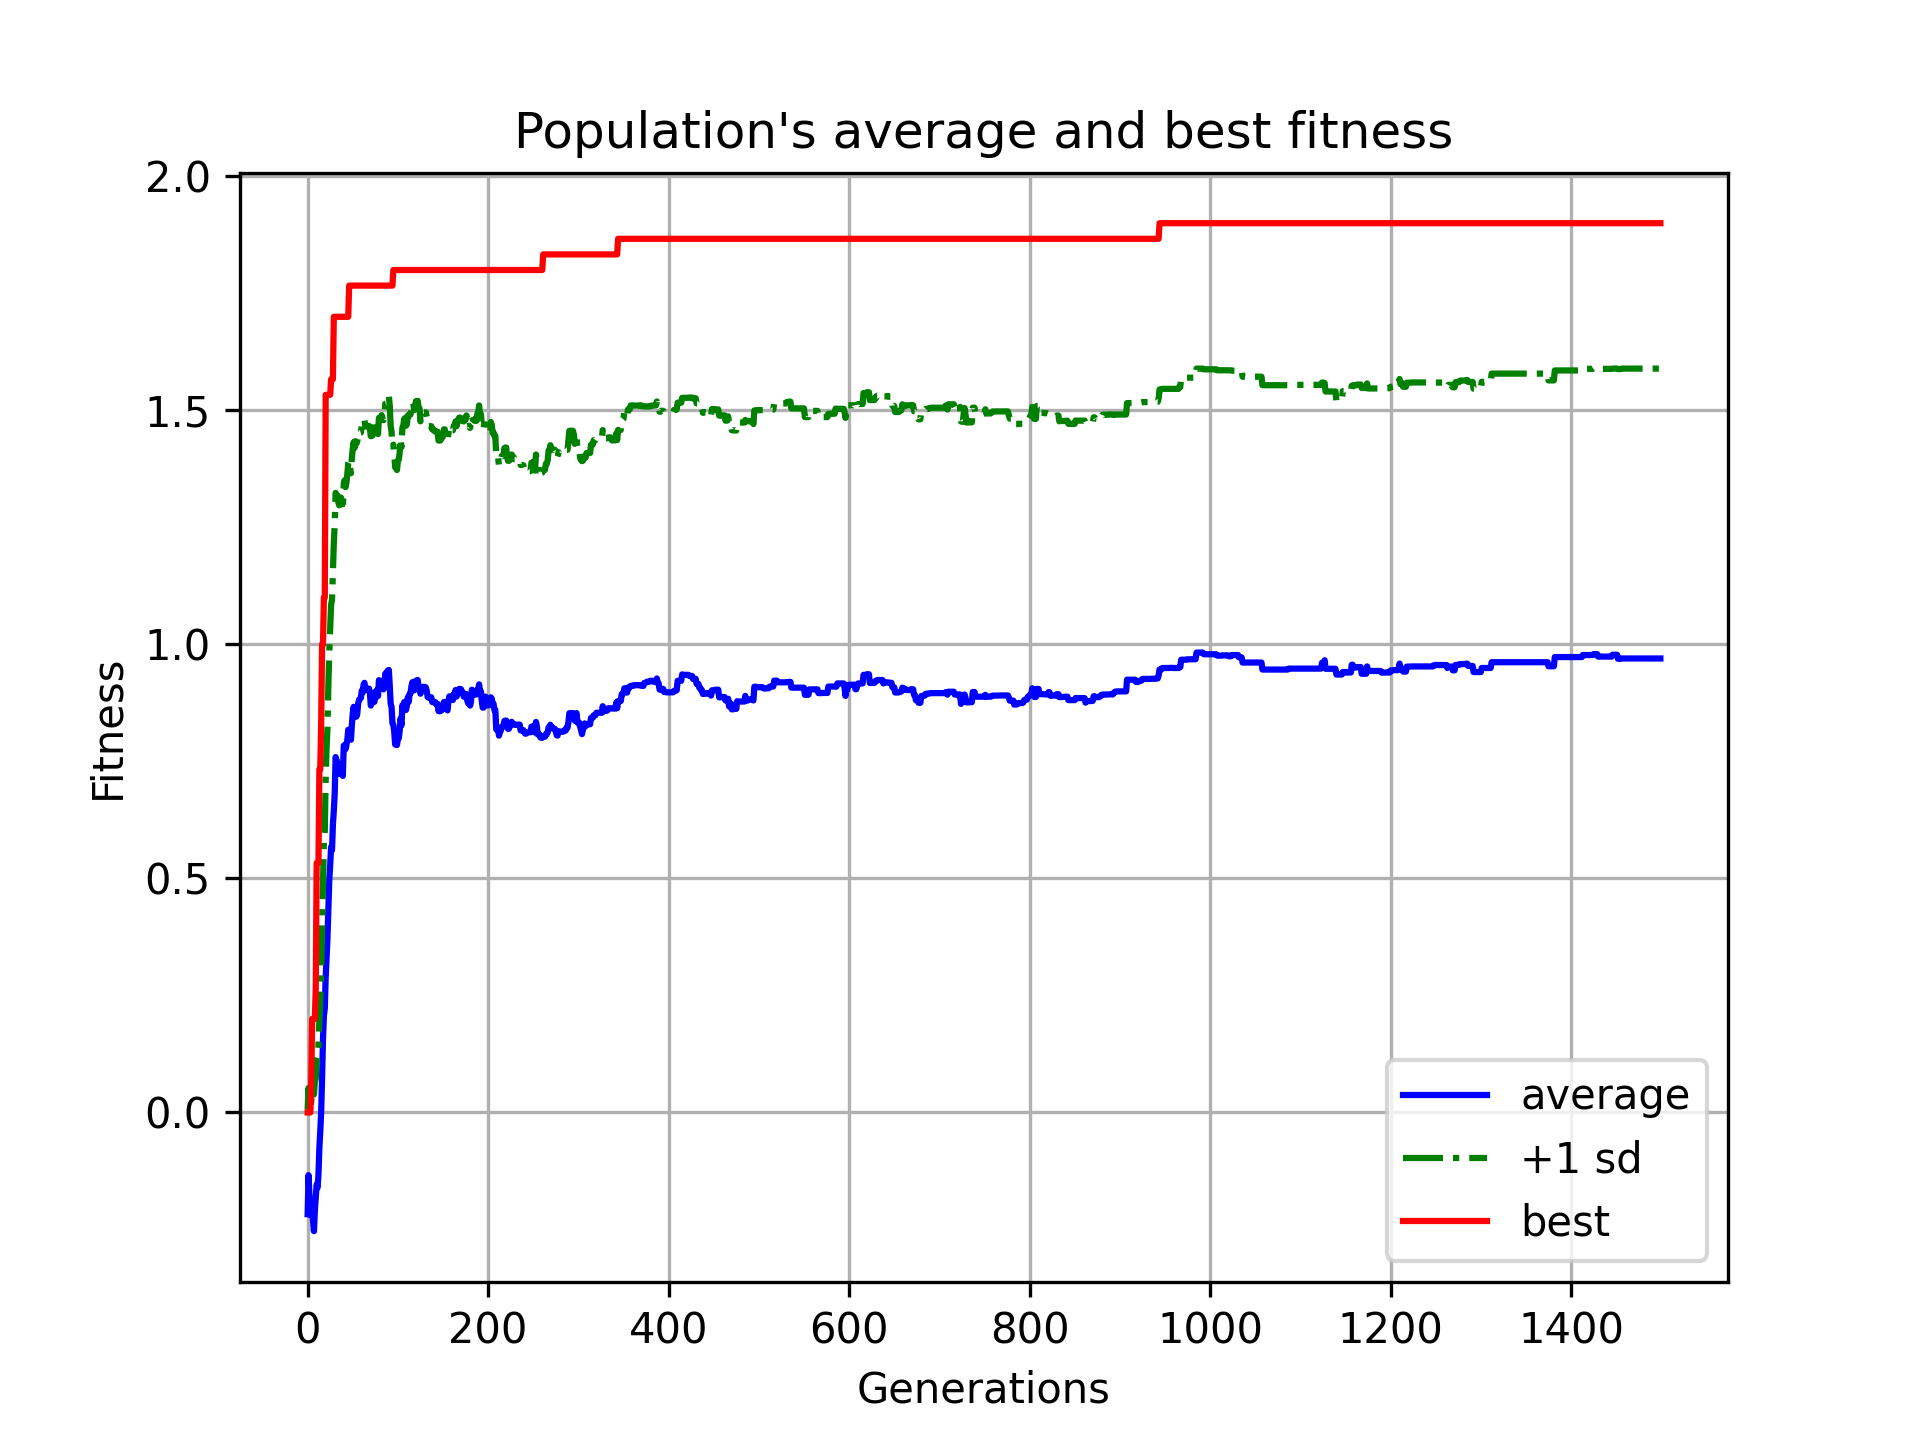 Population's average and best fitness
2.0
1.5
1.0
0.5
0.0
Fitness
0 200 400 600 800 1000 1200 1400
Generations
average
+1 sd
best